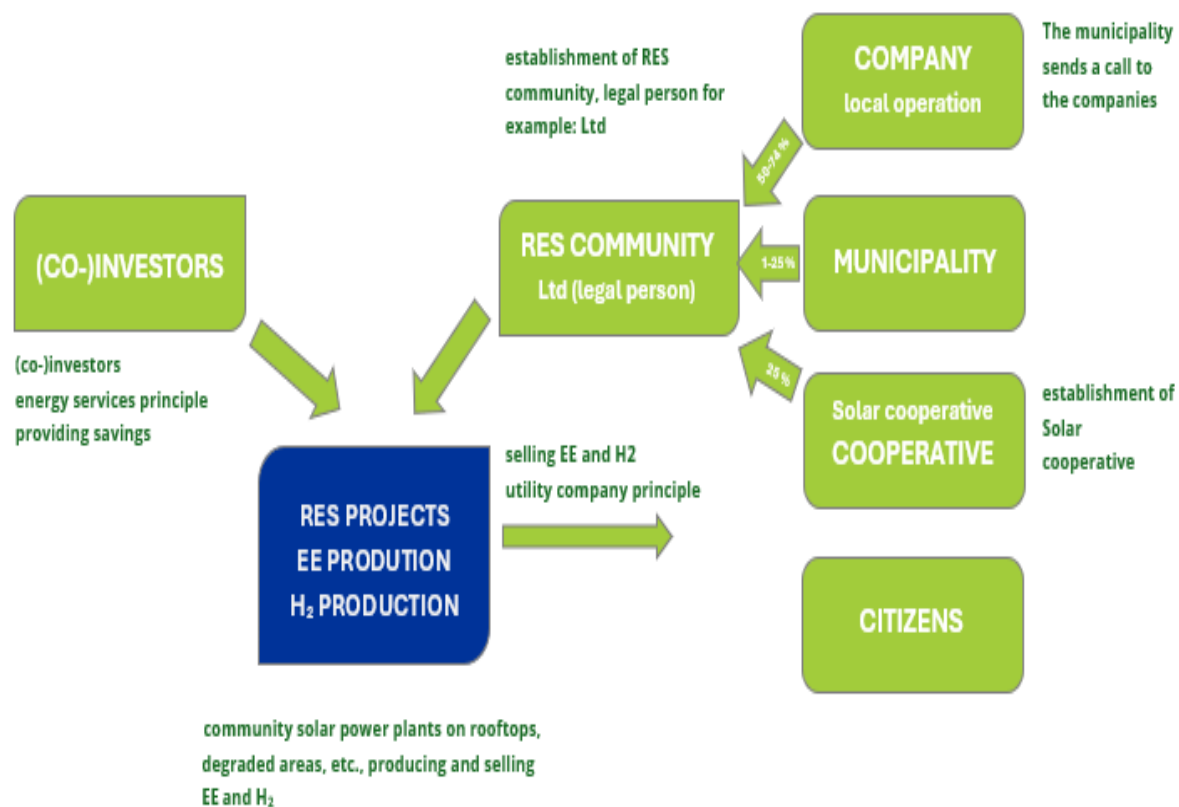 establishment of RES
community, legal person for
example: Ltd
COMPANY
local operation
The municipality
sends a call to
the companies
50-74 %
(CO-)INVESTORS
RES COMMUNITY
Ltd (legal person)
1-25 %
MUNICIPALITY
(co-)investors
energy services principle
providing savings
25 %
Solar cooperative
COOPERATIVE
establishment of
Solar
cooperative
selling EE and H2
utility company principle
RES PROJECTS
EE PRODUTION
H₂ PRODUCTION
CITIZENS
community solar power plants on rooftops,
degraded areas, etc., producing and selling
EE and H₂